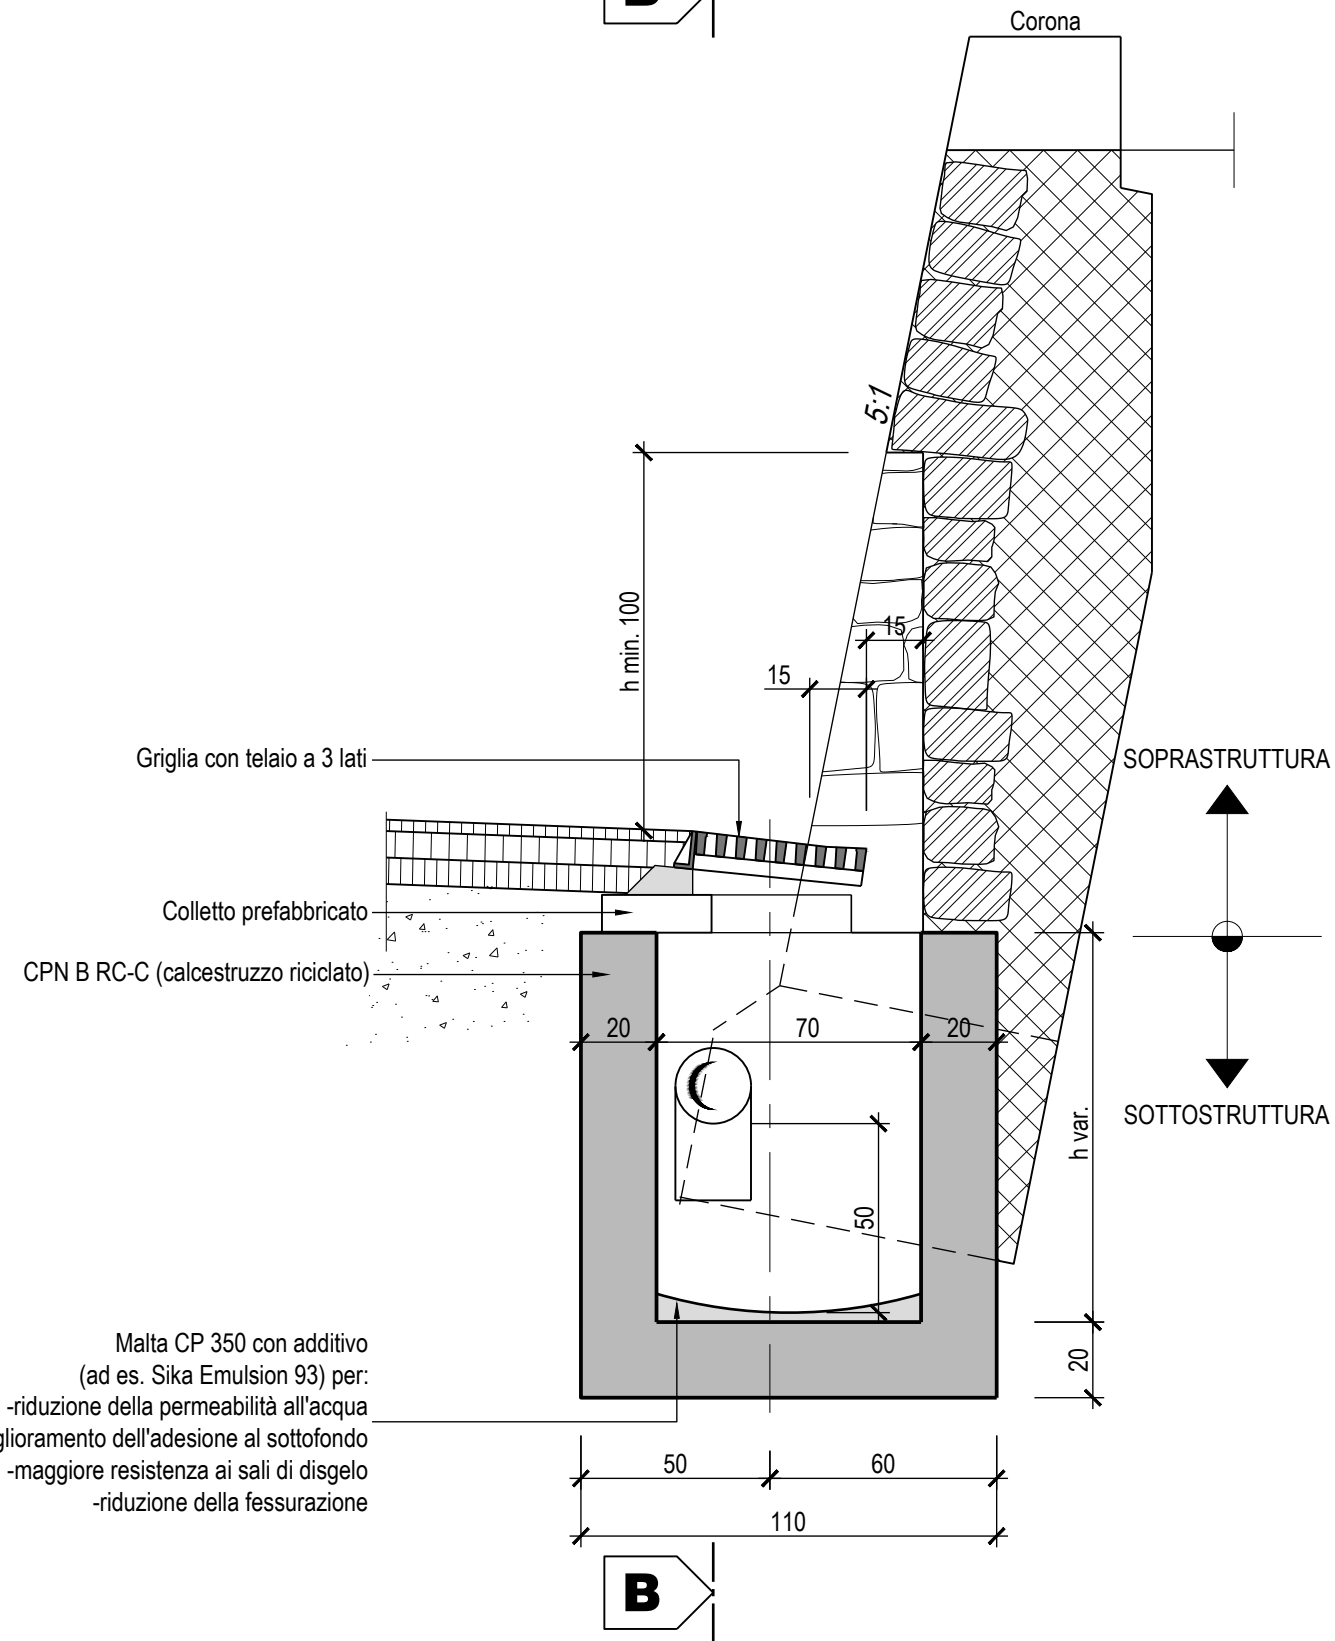 Corona
5:1
h min. 100
15
15
Griglia con telaio a 3 lati
SOPRASTRUTTURA
Colletto prefabbricato
CPN B RC-C (calcestruzzo riciclato)
20
70
20
SOTTOSTRUTTURA
h var.
50
Malta CP 350 con additivo
(ad es. Sika Emulsion 93) per:
-riduzione della permeabilità all'acqua
dell'adesione al sottofondo
-maggiore resistenza ai sali di disgelo
-riduzione della fessurazione
20
50
60
110
B